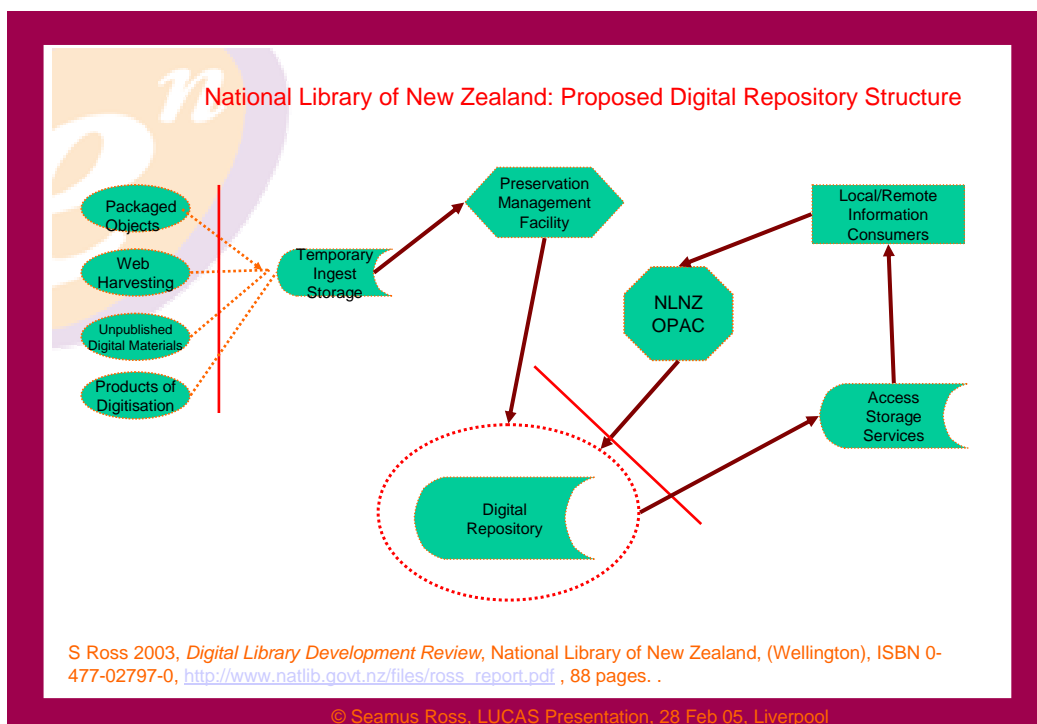 National Library of New Zealand: Proposed Digital Repository Structure
Packaged
Objects
Web
Harvesting
Unpublished
Digital Materials
Products of
Digitisation
Temporary
Ingest
Storage
Preservation
Management
Facility
NLNZ
OPAC
Local/Remote
Information
Consumers
Access
Storage
Services
Digital
Repository
S Ross 2003, Digital Library Development Review, National Library of New Zealand, (Wellington), ISBN 0-
477-02797-0, http://www.natlib.govt.nz/files/ross_report.pdf , 88 pages. .
© Seamus Ross, LUCAS Presentation, 28 Feb 05, Liverpool
e
n